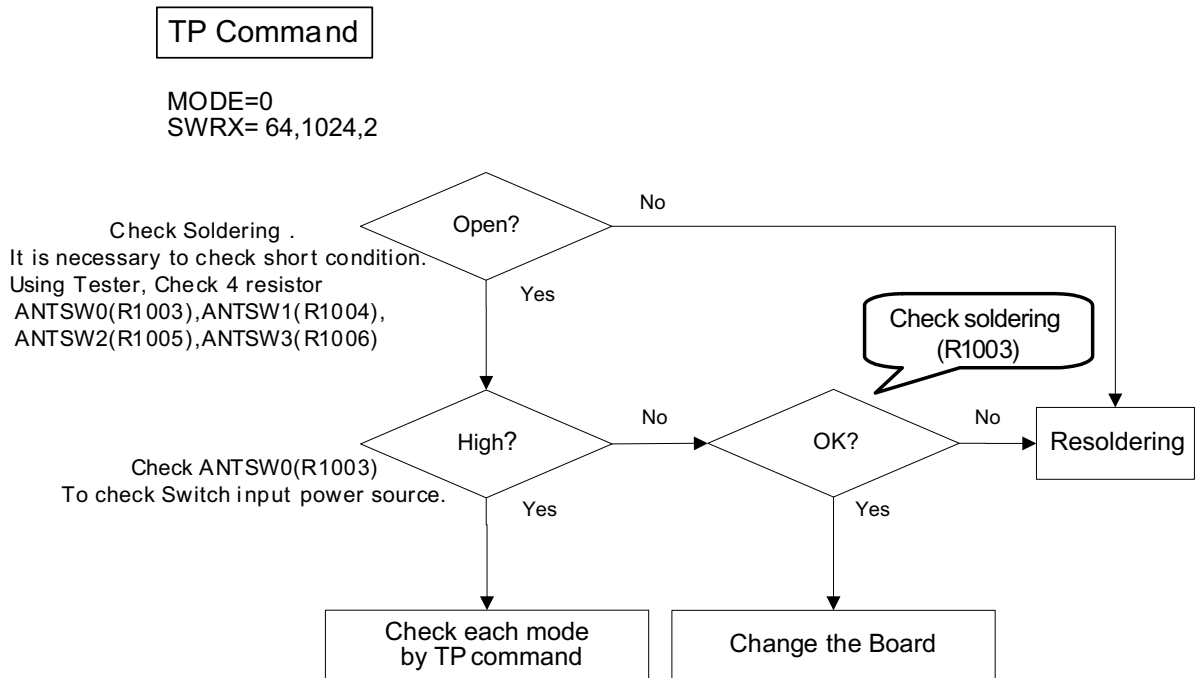 TP Command
MODE=0
SWRX= 64,1024,2
Open?
No
Yes
Check Soldering .
It is necessary to check short condition.
Using Tester, Check 4 resistor
ANTSW0(R1003),ANTSW1(R1004),
ANTSW2(R1005),ANTSW3(R1006)
Check soldering
(R1003)
High?
No
Yes
OK?
No
Yes
Resoldering
Check ANTSW0(R1003)
To check Switch input power source.
Check each mode
by TP command
Change the Board